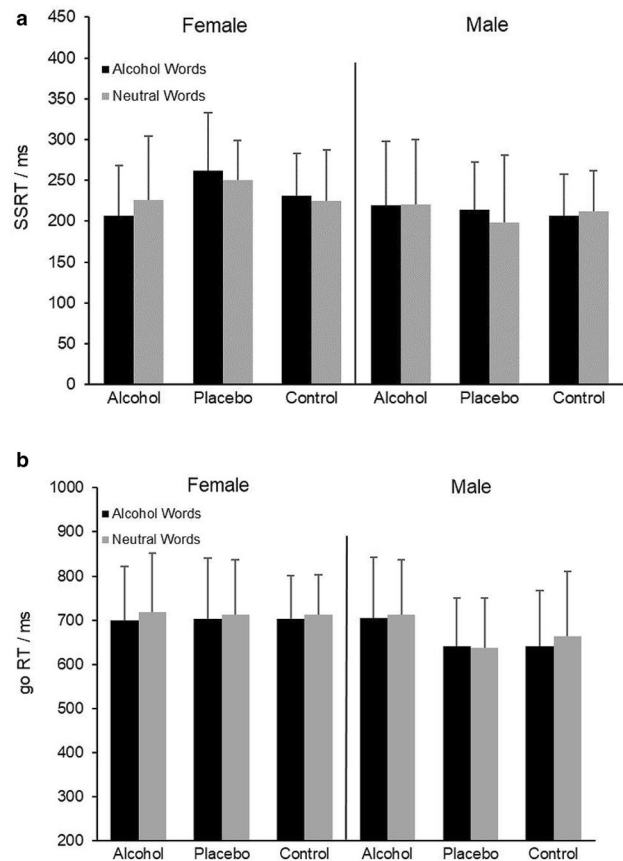 a
Female Male
Alcohol Words
Neutral Words
SSRT / ms
450
400
350
300
250
200
150
100
50
0
Alcohol Placebo Control Alcohol Placebo Control
b
Female Male
Alcohol Words
Neutral Words
go RT / ms
1000
900
800
700
600
500
400
300
200
Alcohol Placebo Control Alcohol Placebo Control